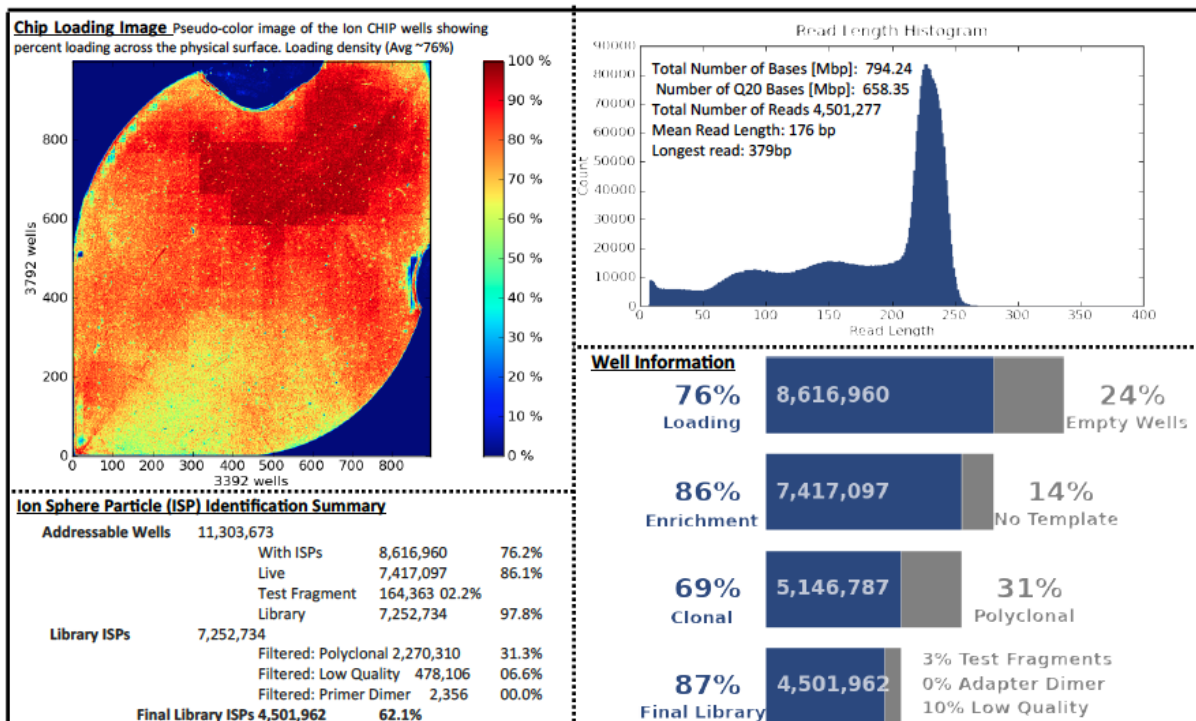 Chip Loading Image Pseudo-color image of the Ion CHIP wells showing
percent loading across the physical surface. Loading density (Avg ~76%)
100 %
90 %
80 %
70 %
60 %
50 %
40 %
30 %
20 %
10 %
0 %
800
600
400
200
0
3792 wells
0 100 200 300 400 500 600 700 800
3392 wells
Read Length Histogram
90000
80000
70000
60000
50000
40000
30000
20000
10000
0
Count
Total Number of Bases [Mbp]: 794.24
Number of Q20 Bases [Mbp]: 658.35
Total Number of Reads 4,501,277
Mean Read Length: 176 bp
Longest read: 379bp
0 50 100 150 200 250 300 350 400
Read Length
Ion Sphere Particle (ISP) Identification Summary
Addressable Wells 11,303,673
With ISPs 8,616,960 76.2%
Live 7,417,097 86.1%
Test Fragment 164,363 02.2%
Library 7,252,734 97.8%
Library ISPs 7,252,734
Filtered: Polyclonal 2,270,310 31.3%
Filtered: Low Quality 478,106 06.6%
Filtered: Primer Dimer 2,356 00.0%
Final Library ISPs 4,501,962 62.1%
Well Information
76% 8,616,960 24%
Loading Empty Wells
86% 7,417,097 14%
Enrichment No Template
69% 5,146,787 31%
Clonal Polyclonal
87% 4,501,962 3% Test Fragments
Final Library 0% Adapter Dimer
10% Low Quality